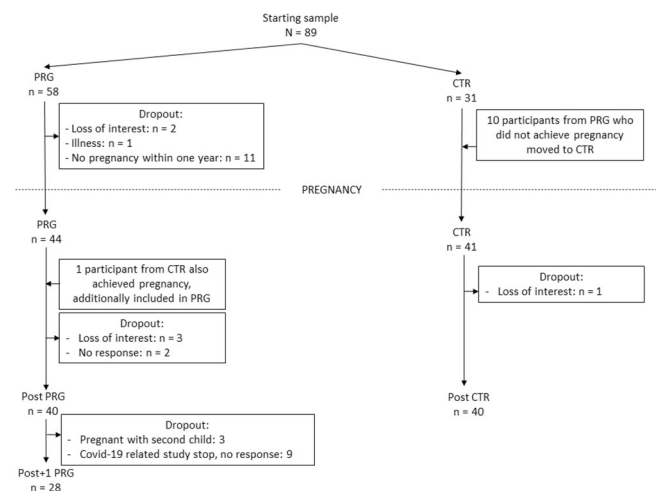 Starting sample
N = 89
PRG
n = 58
CTR
n = 31
Dropout:
- Loss of interest: n = 2
- Illness: n = 1
- No pregnancy within one year: n = 11
10 participants from PRG who
did not achieve pregnancy
moved to CTR
PREGNANCY
PRG
n = 44
CTR
n = 41
1 participant from CTR also
achieved pregnancy,
additionally included in PRG
Dropout:
- Loss of interest: n = 1
Dropout:
- Loss of interest: n = 3
- No response: n = 2
Post PRG
n = 40
Post CTR
n = 40
Dropout:
- Pregnant with second child: 3
- Covid-19 related study stop, no response: 9
Post+1 PRG
n = 28